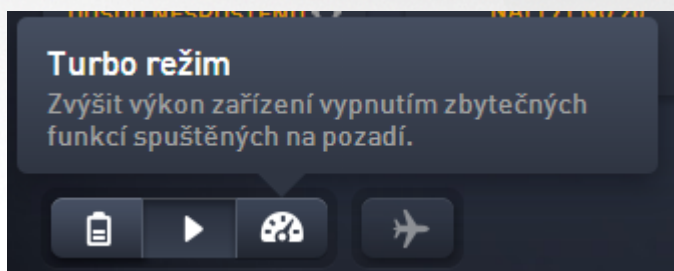 Turbo režim
Zvýšit výkon zařízení vypnutím zbytečných
funkcí spuštěných na pozadí.